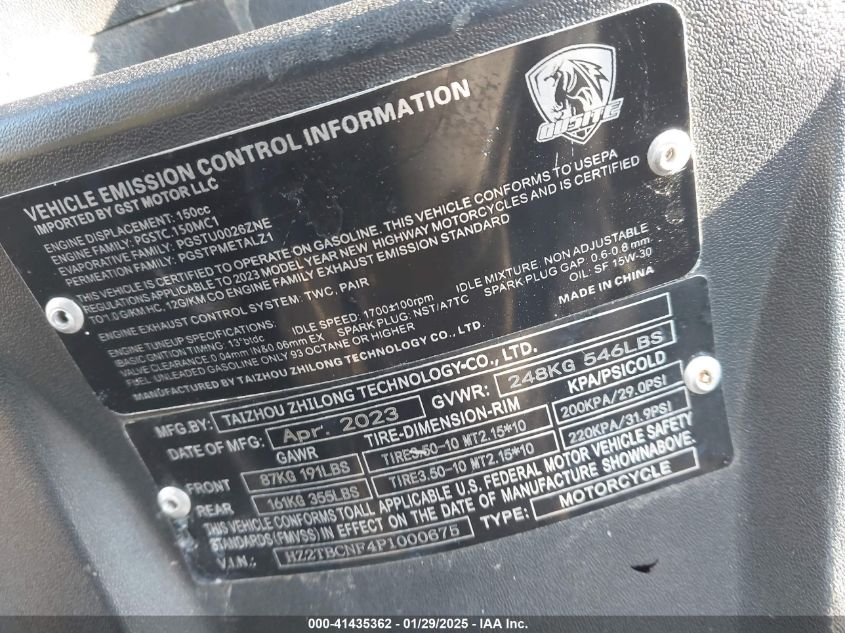 VEHICLE EMISSION CONTROL INFORMATION
IMPORTED BY GST MOTOR LLC
ENGINE DISPLACEMENT: 150cc
ENGINE FAMILY: PGSTC.150MC1
EVAPORATIVE FAMILY: PGSTU0026ZNE
PERMEATION FAMILY: PGSTPMETALZ1
THIS VEHICLE IS CERTIFIED TO OPERATE ON GASOLINE. THIS VEHICLE CONFORMS TO USEPA
REGULATIONS APPLICABLE TO 2023 MODEL YEAR NEW HIGHWAY MOTORCYCLES AND IS CERTIFIED
TO1.0 G/KM HC, 12G/KM CO ENGINE FAMILY EXHAUST EMISSION STANDARD
ENGINE EXHAUST CONTROL SYSTEM: TWC, PAIR
ENGINE TUNEUP SPECIFICATIONS: IDLE SPEED: 1700±100rpm IDLE MIXTURE, NON ADJUSTABLE
(BASIC IGNITION TIMING: 13°btdc SPARK PLUG: NST/A7TC SPARK PLUG GAP: 0.6-0.8 mm
VALVE CLEARANCE: 0.04mm IN&0.06mm EX OIL: SF 15W-30
FUEL: UNLEADED GASOLINE ONLY 93 OCTANE OR HIGHER
MANUFACTURED BY TAIZHOU ZHILONG TECHNOLOGY CO., LTD. MADE IN CHINA
MFG.BY: TAIZHOU ZHILONG TECHNOLOGY-CO., LTD.
DATE OF MFG: Apr. 2023 GVWR: 248KG 546LBS
GAWR TIRE-DIMENSION-RIM KPA/PSICOLD
FRONT 87KG 191LBS TIRE3.50-10 MT2.15*10 200KPA/29.0PSI
REAR 161KG 355LBS TIRE3.50-10 MT2.15*10 220KPA/31.9PSI
THIS VEHICLE CONFORMS TOALL APPLICABLE U.S. FEDERAL MOTOR VEHICLE SAFETY
STANDARDS (FMVSS) IN EFFECT ON THE DATE OF MANUFACTURE SHOWNABOVE.
V.I.N.: HZ2TBCNF4P1000675 TYPE: MOTORCYCLE
000-41435362 - 01/29/2025 - IAA Inc.